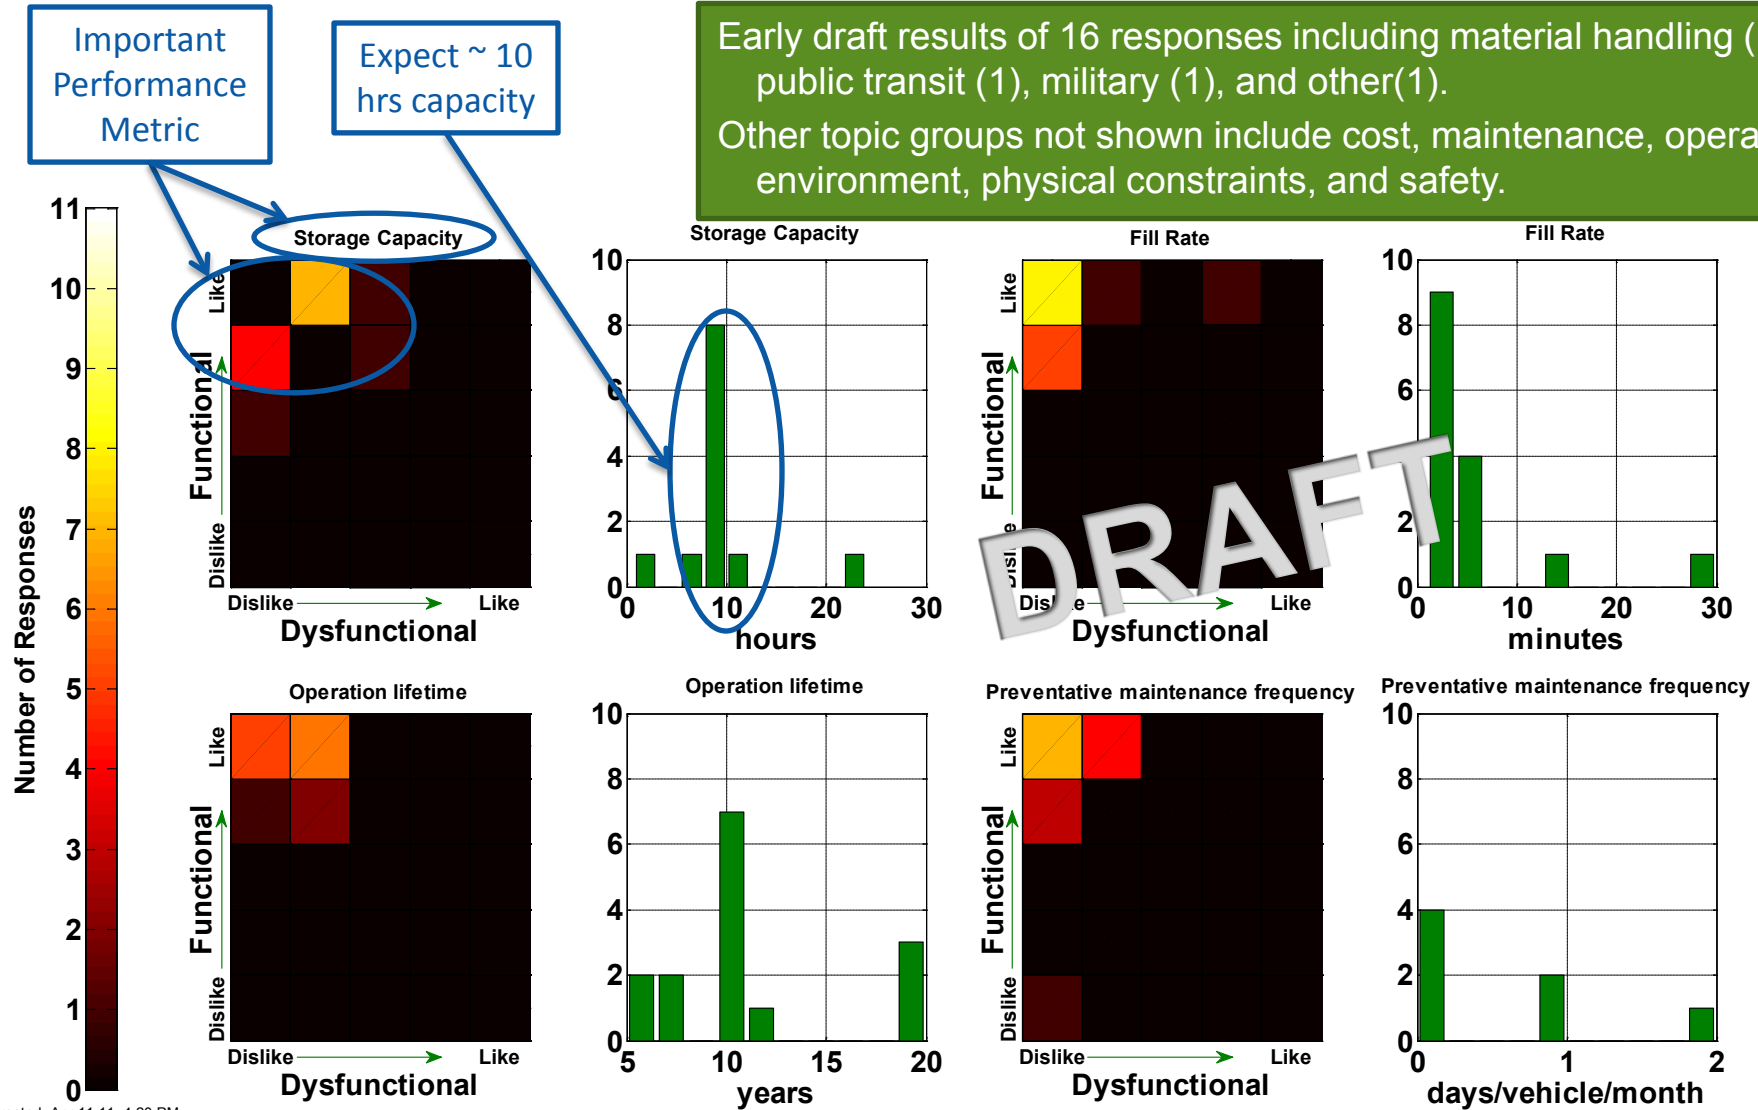 Important
Performance
Metric
Expect ~ 10
hrs capacity
Early draft results of 16 responses including material handling (
public transit (1), military (1), and other(1).
Other topic groups not shown include cost, maintenance, opera
environment, physical constraints, and safety.
Number of Responses
11
10
9
8
7
6
5
4
3
2
1
0
Storage Capacity
Like
Functional
Dislike
Dislike
Like
Dysfunctional
Storage Capacity
10
8
6
4
2
0
0
10
20
30
hours
Fill Rate
Like
Functional
Dislike
Dislike
Like
Dysfunctional
DRAFT
Fill Rate
10
8
6
4
2
0
0
10
20
30
minutes
Operation lifetime
Like
Functional
Dislike
Dislike
Like
Dysfunctional
Operation lifetime
10
8
6
4
2
0
5
10
15
20
years
Preventative maintenance frequency
Like
Functional
Dislike
Dislike
Like
Dysfunctional
Preventative maintenance frequency
10
8
6
4
2
0
0
1
2
days/vehicle/month